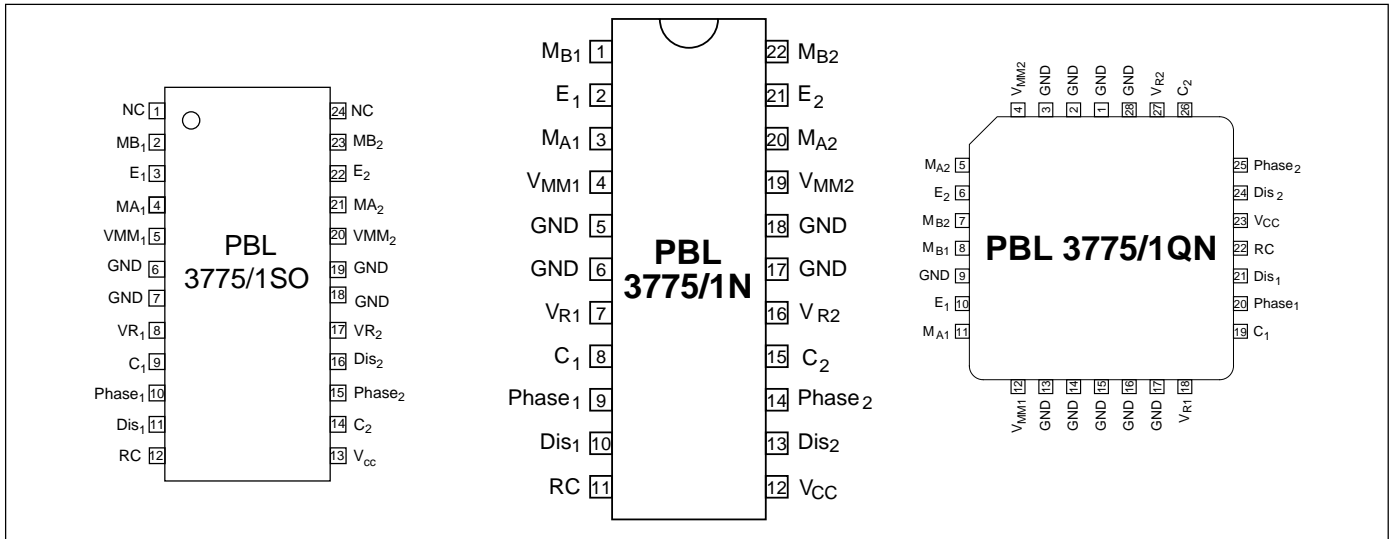 NC 1
MB1 2
E1 3
MA1 4
VMM1 5
GND 6
GND 7
VR1 8
C1 9
Phase1 10
Dis1 11
RC 12
PBL
3775/1SO
24 NC
23 MB2
22 E2
21 MA2
20 VMM2
19 GND
18 GND
17 VR2
16 Dis2
15 Phase2
14 C2
13 Vcc
MB1 1
E1 2
MA1 3
VMM1 4
GND 5
GND 6
VR1 7
C1 8
Phase1 9
Dis1 10
RC 11
PBL
3775/1N
22 MB2
21 E2
20 MA2
19 VMM2
18 GND
17 GND
16 VR2
15 C2
14 Phase2
13 Dis2
12 VCC
VMM2 4
GND 3
GND 2
GND 1
GND 28
VR2 27
C2 26
MA2 5
E2 6
MB2 7
MB1 8
GND 9
E1 10
MA1 11
PBL 3775/1QN
25 Phase2
24 Dis2
23 VCC
22 RC
21 Dis1
20 Phase1
19 C1
VMM1 12
GND 13
GND 14
GND 15
GND 16
GND 17
VR1 18